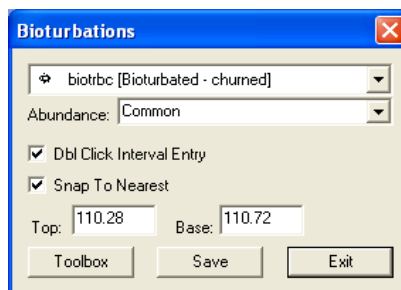 Bioturbations
biotrbc [Bioturbated - churned]
Abundance: Common
Dbl Click Interval Entry
Snap To Nearest
Top: 110.28 Base: 110.72
Toolbox Save Exit